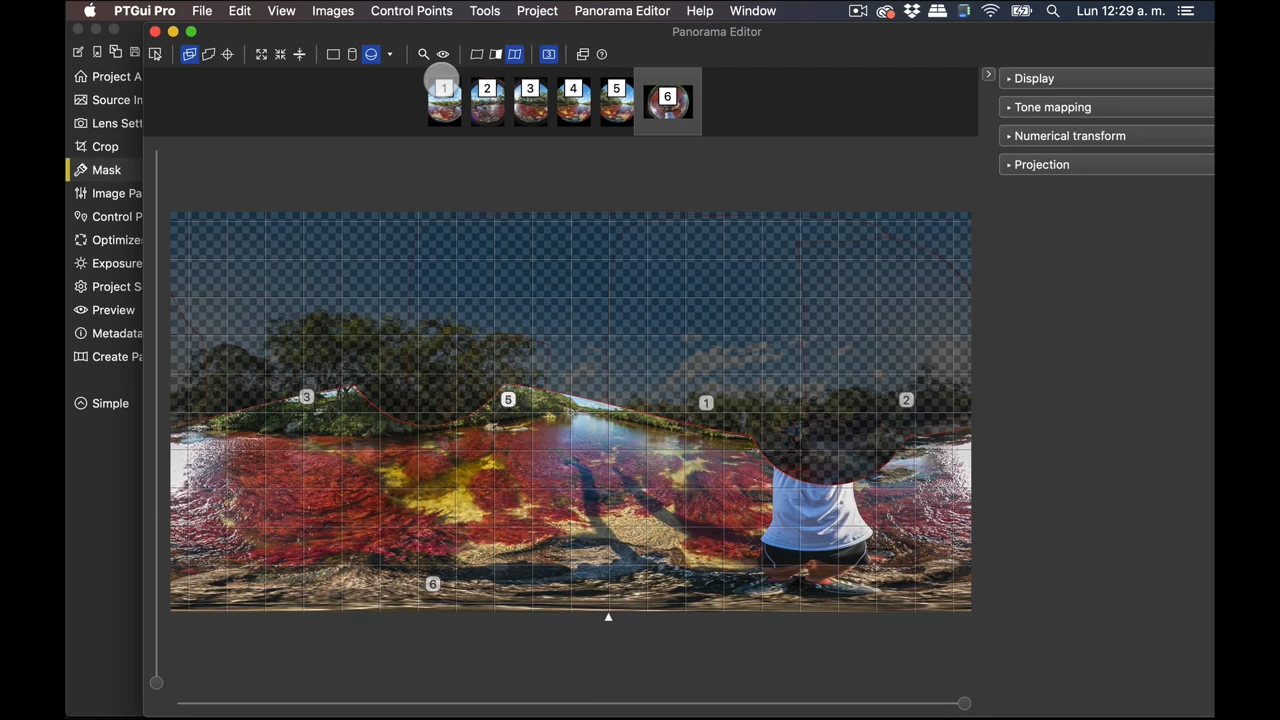 PTGui Pro File Edit View Images Control Points Tools Project Panorama Editor Help Window Lun 12:29 a. m.
Panorama Editor
Project A
Source In
Lens Sett
Crop
Mask
Image Pa
Control P
Optimize
Exposure
Project S
Preview
Metadata
Create Pa
Simple
1 2 3 4 5 6
Display
Tone mapping
Numerical transform
Projection
3 5 1 2
6